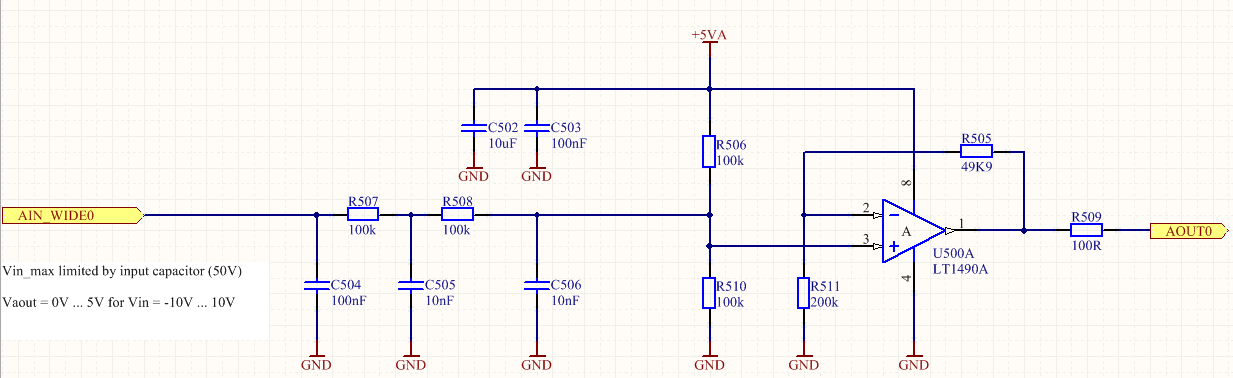 +5VA
C502
10uF
C503
100nF
GND
GND
R506
100k
R505
49K9
8
AIN_WIDE0
R507
100k
R508
100k
2
3
A
1
U500A
LT1490A
4
R509
100R
AOUT0
Vin_max limited by input capacitor (50V)
Vaout = 0V ... 5V for Vin = -10V ... 10V
C504
100nF
C505
10nF
C506
10nF
R510
100k
R511
200k
GND
GND
GND
GND
GND
GND